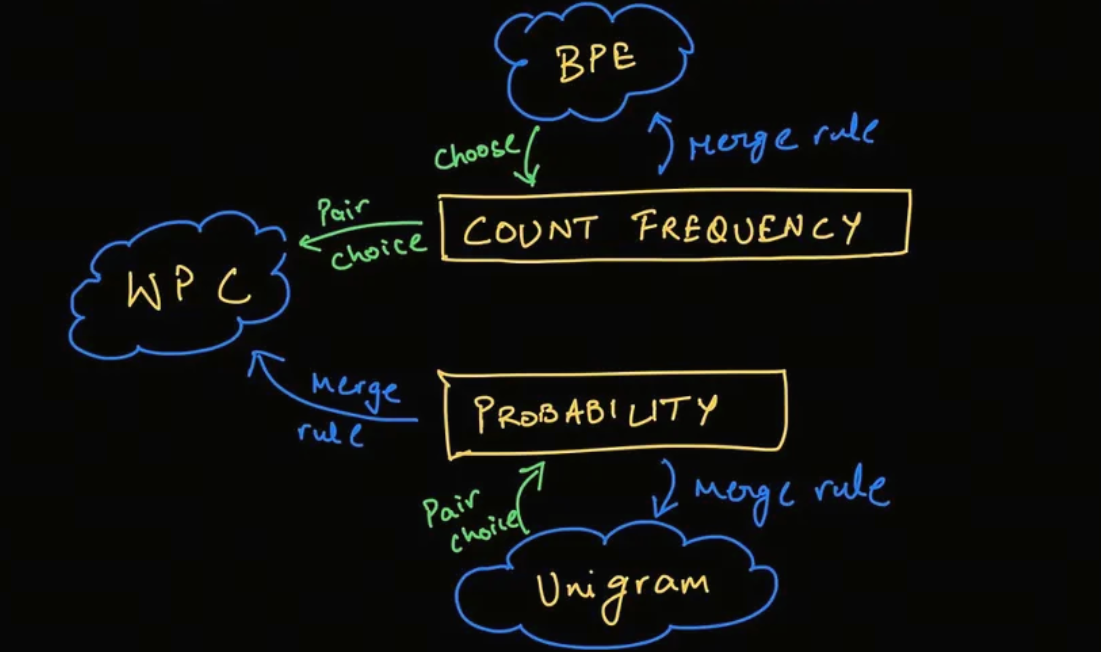 BPE
Choose
Merge rule
Pair
choice
COUNT FREQUENCY
WPC
Merge
rule
PROBABILITY
Pair
choice
Merge rule
Unigram